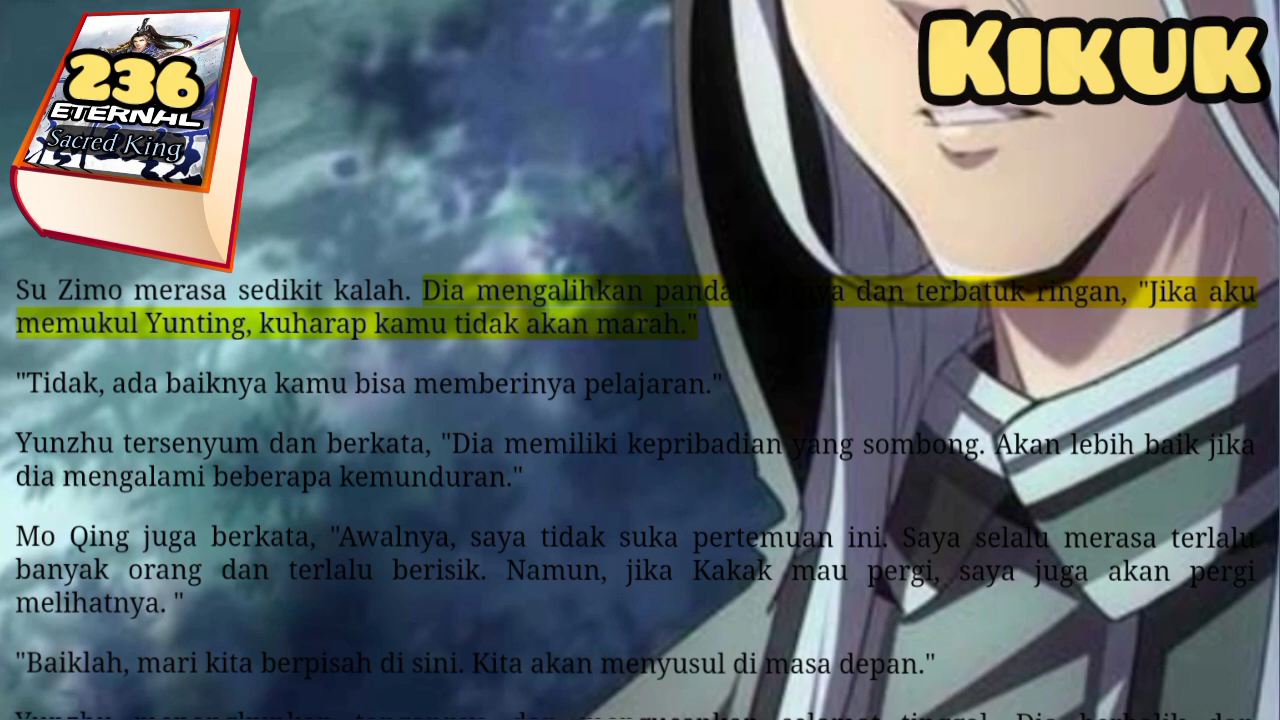 236
ETERNAL
Sacred King
KIKUK
Su Zimo merasa sedikit kalah. Dia mengalihkan pandangannya dan terbatuk ringan, "Jika aku
memukul Yunting, kuharap kamu tidak akan marah."
"Tidak, ada baiknya kamu bisa memberinya pelajaran."
Yunzhu tersenyum dan berkata, "Dia memiliki kepribadian yang sombong. Akan lebih baik jika
dia mengalami beberapa kemunduran."
Mo Qing juga berkata, "Awalnya, saya tidak suka pertemuan ini. Saya selalu merasa terlalu
banyak orang dan terlalu berisik. Namun, jika Kakak mau pergi, saya juga akan pergi
melihatnya. "
"Baiklah, mari kita berpisah di sini. Kita akan menyusul di masa depan."